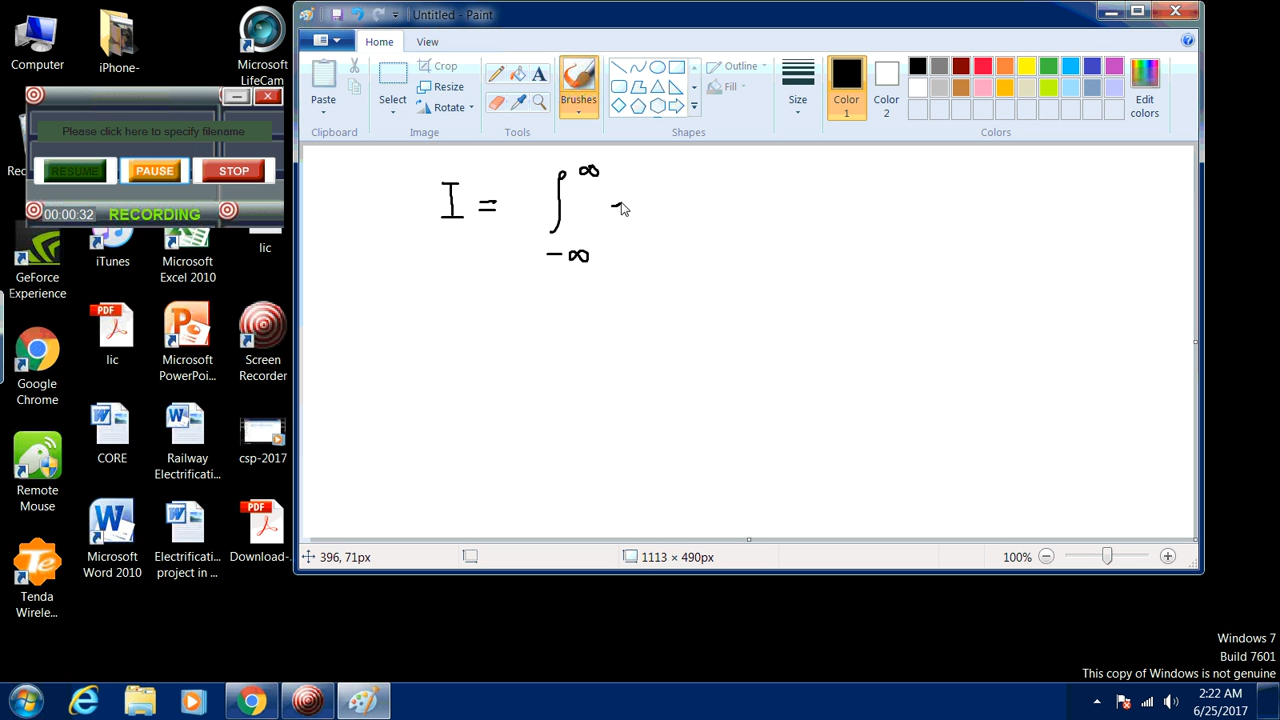 Untitled - Paint
Home View
Paste
Select
Crop
Resize
Rotate
Brushes
Outline
Fill
Size
Color 1
Color 2
Edit colors
Clipboard Image Tools Shapes Colors
I = ∫ ∞
- ∞
396, 71px
1113 × 490px
100%
Computer
iPhone-
Microsoft LifeCam
Please click here to specify filename
RESUME PAUSE STOP
00:00:32 RECORDING
Rec
GeForce Experience
iTunes
Microsoft Excel 2010
lic
Google Chrome
PDF
lic
Microsoft PowerPoi...
Screen Recorder
Remote Mouse
CORE
Railway Electrificati...
csp-2017
Tenda Wirele...
Microsoft Word 2010
Electrificati... project in ...
PDF
Download-...
Windows 7
Build 7601
This copy of Windows is not genuine
2:22 AM
6/25/2017